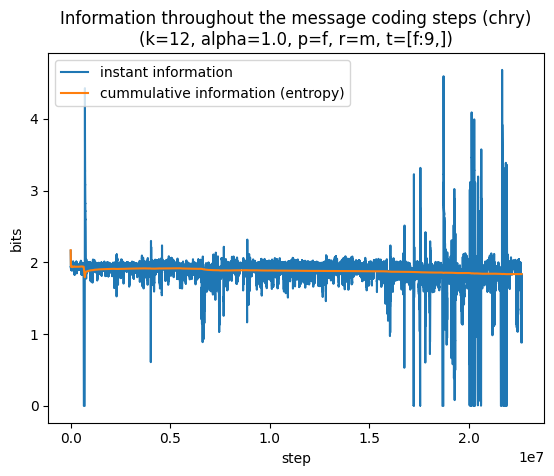 Information throughout the message coding steps (chry)
(k=12, alpha=1.0, p=f, r=m, t=[f:9,])
instant information
cummulative information (entropy)
4
3
2
1
0
bits
0.0
0.5
1.0
1.5
2.0
1e7
step